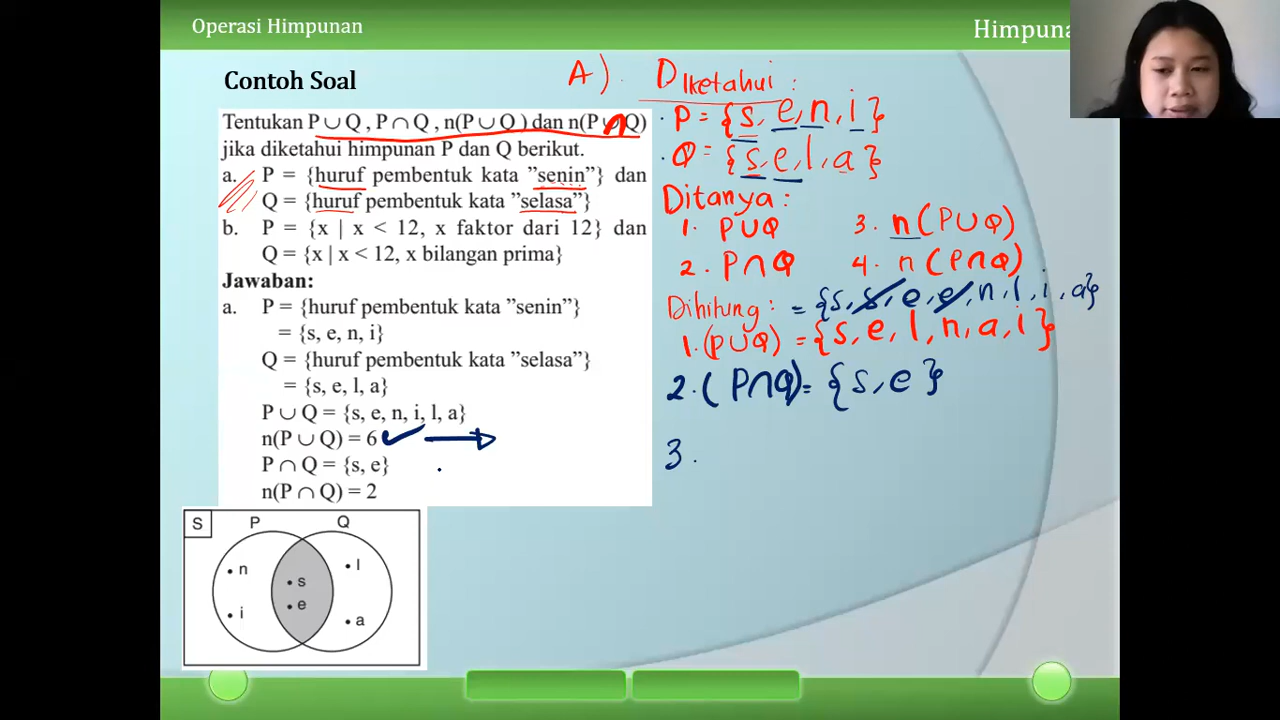 Operasi Himpunan
Contoh Soal
Tentukan P ∪ Q , P ∩ Q , n(P ∪ Q ) dan n(P ∩ Q)
jika diketahui himpunan P dan Q berikut.
a. P = {huruf pembentuk kata ”senin”} dan
Q = {huruf pembentuk kata ”selasa”}
b. P = {x | x < 12, x faktor dari 12} dan
Q = {x | x < 12, x bilangan prima}
Jawaban:
a. P = {huruf pembentuk kata ”senin”}
= {s, e, n, i}
Q = {huruf pembentuk kata ”selasa”}
= {s, e, l, a}
P ∪ Q = {s, e, n, i, l, a}
n(P ∪ Q) = 6
P ∩ Q = {s, e}
n(P ∩ Q) = 2
S P Q
n
i
s
e
l
a
A) . Diketahui :
P = {s, e, n, i}
Q = {s, e, l, a}
Ditanya :
1. P∪Q 3. n (P∪Q)
2. P∩Q 4. n (P∩Q)
Dihitung : = {s, s, e, e, n, l, i, a}
1. (P∪Q) = {s, e, l, n, a, i}
2. (P∩Q) = {s, e}
3.